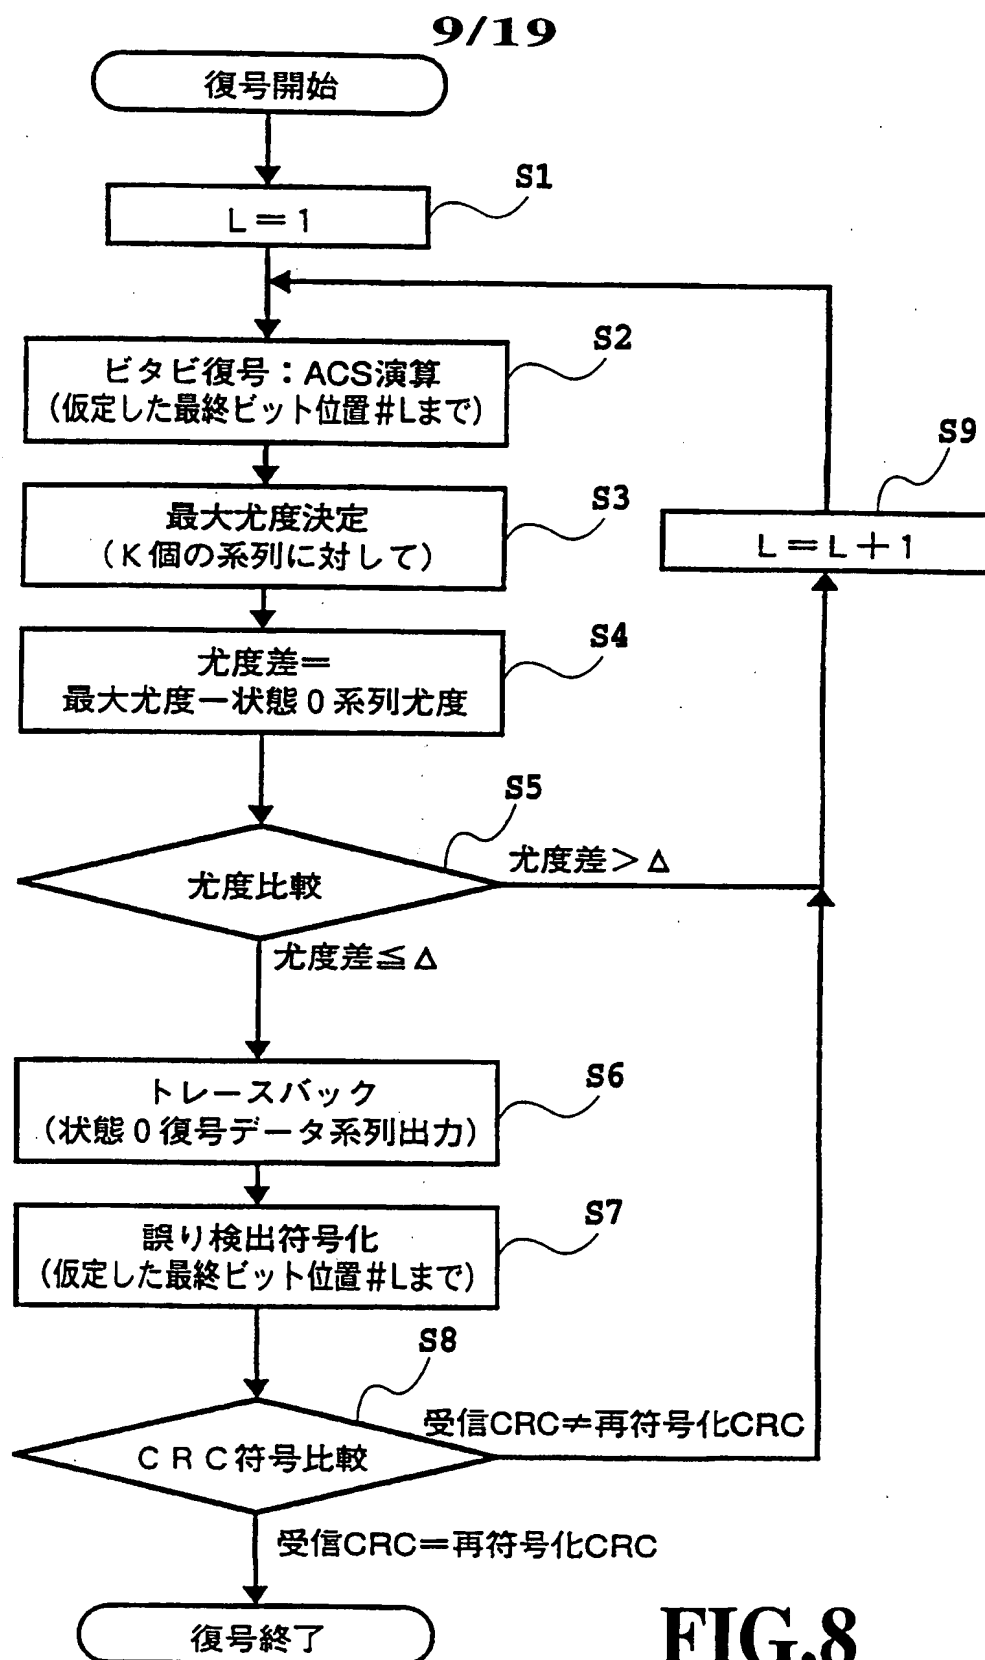 9/19
復号開始
S1
L＝1
S2
ビタビ復号：ACS演算
（仮定した最終ビット位置＃Lまで）
S9
L＝L＋1
S3
最大尤度決定
（K個の系列に対して）
S4
尤度差＝
最大尤度ー状態0系列尤度
S5
尤度比較
尤度差＞Δ
尤度差≦Δ
S6
トレースバック
（状態0復号データ系列出力）
S7
誤り検出符号化
（仮定した最終ビット位置＃Lまで）
S8
CRC符号比較
受信CRC≠再符号化CRC
受信CRC＝再符号化CRC
復号終了
FIG.8